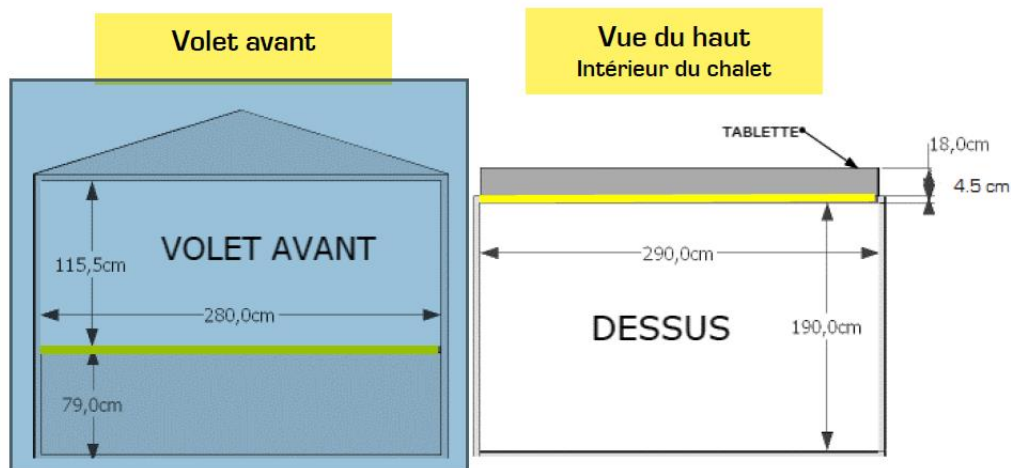 Volet avant
VOLET AVANT
115,5cm
280,0cm
79,0cm
Vue du haut
Intérieur du chalet
TABLETTE
18,0cm
4.5 cm
290,0cm
DESSUS
190,0cm